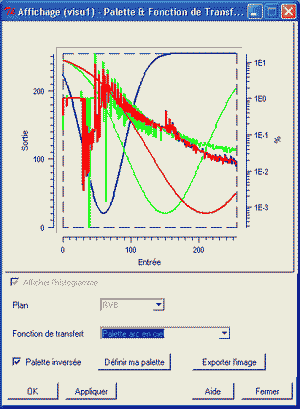 Affichage (visu1) - Palette & Fonction de Transf...
Sortie
200
100
0
0
100
200
Entrée
1E1
1E0
1E-1
1E-2
1E-3
%
Afficher l'histogramme
Plan
RVB
Fonction de transfert
Palette arc en ciel
Palette inversée
Définir ma palette
Exporter l'image
OK
Appliquer
Aide
Fermer